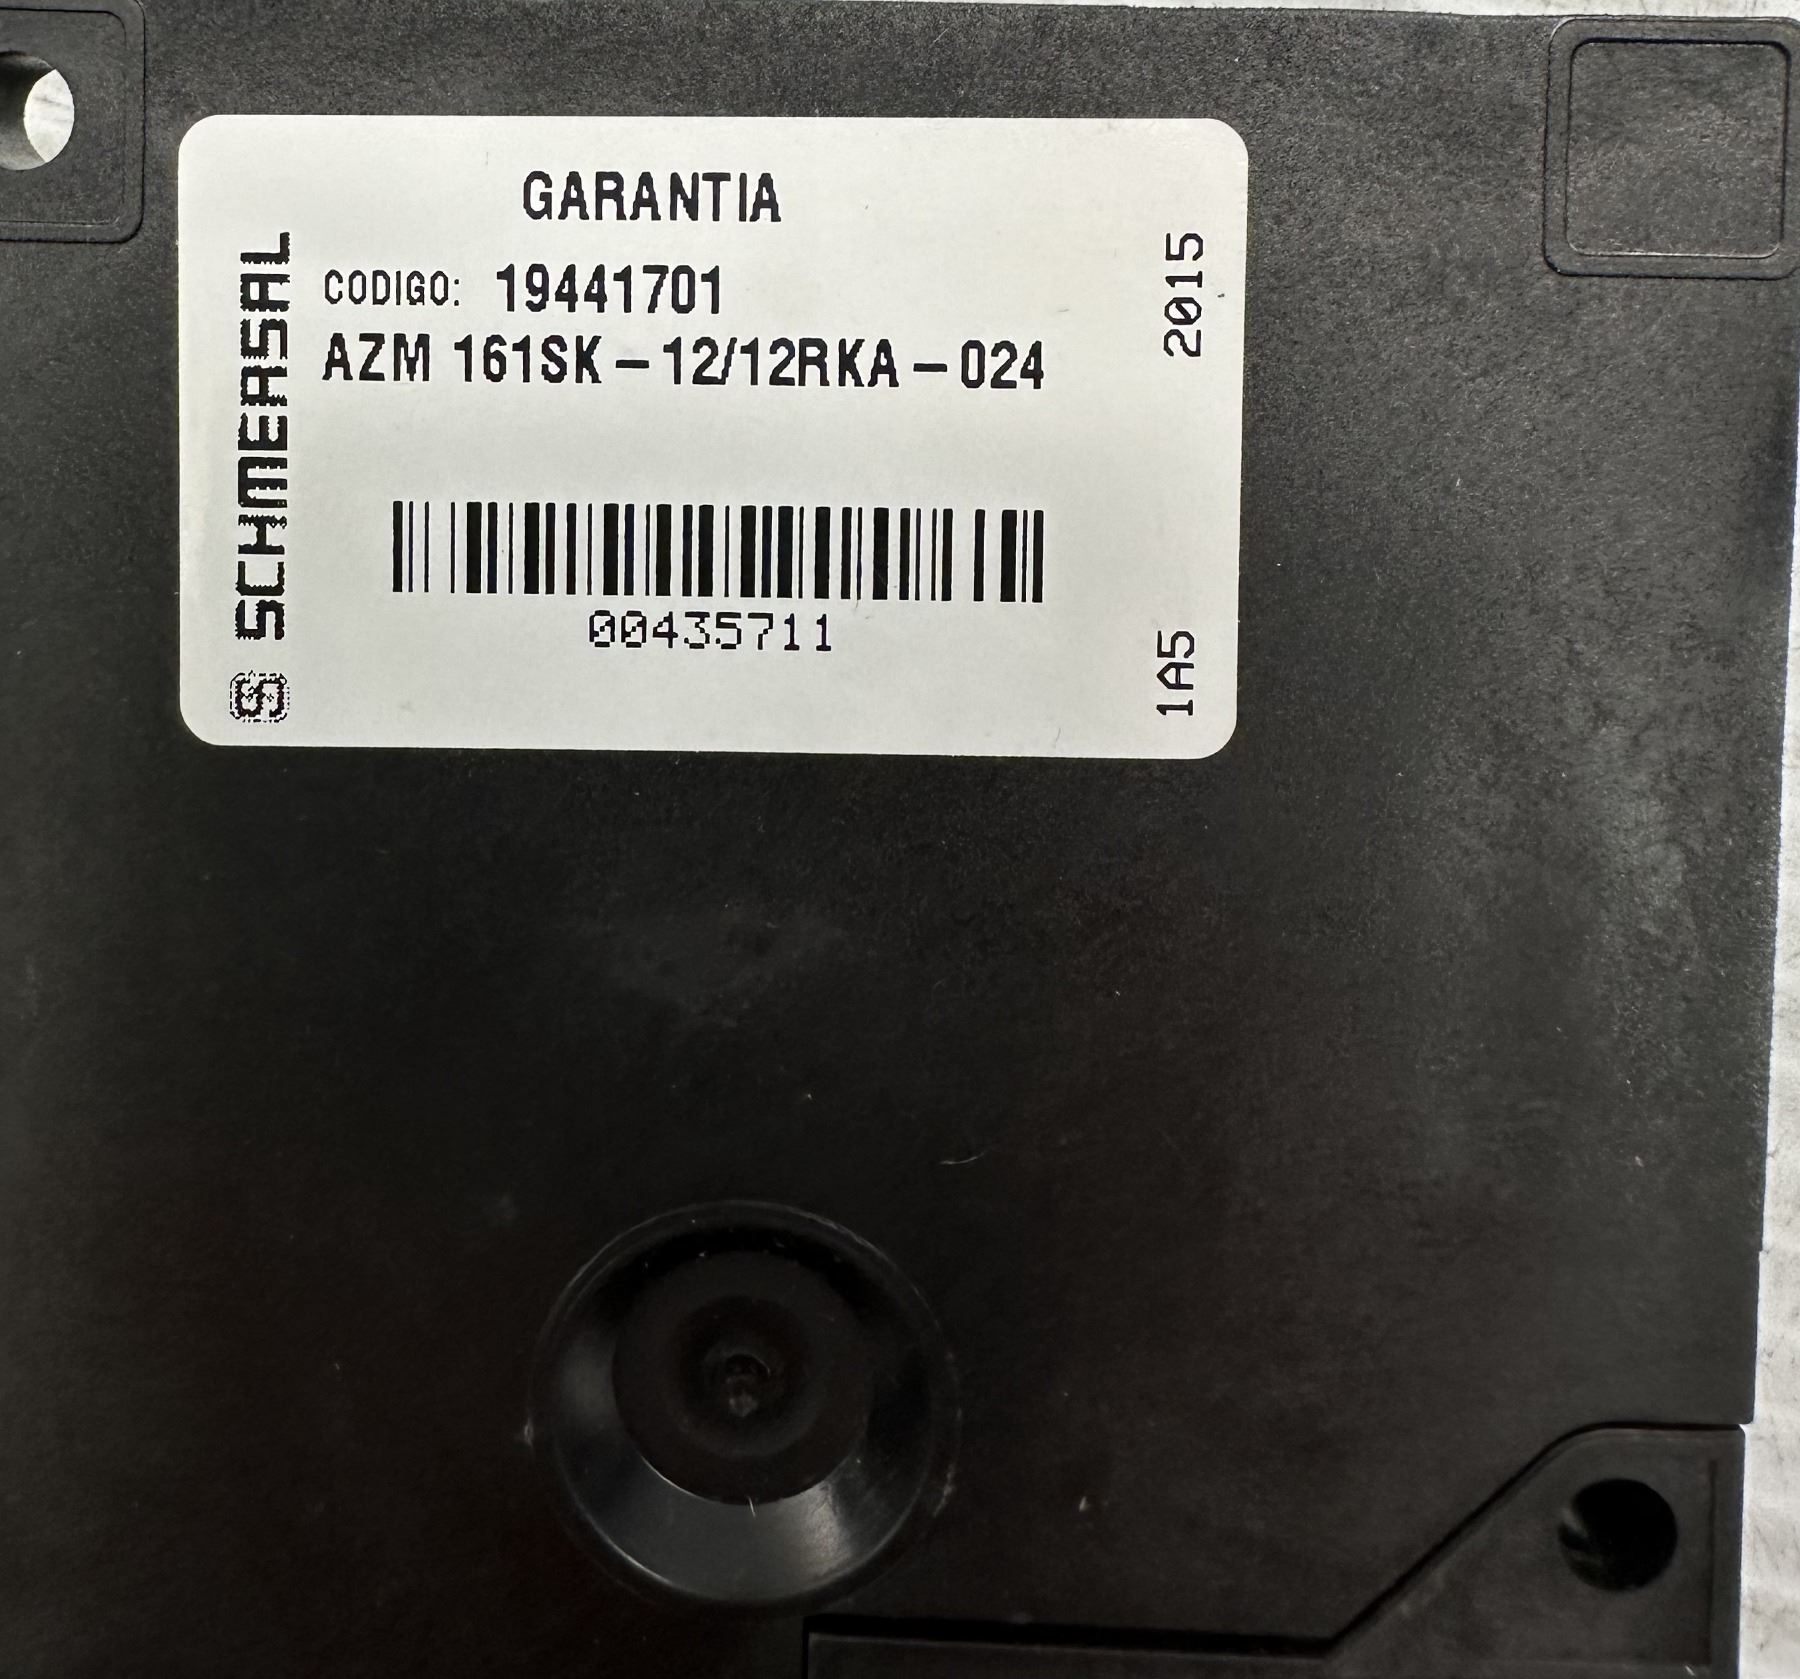 GARANTIA
CODIGO: 19441701
AZM 161SK-12/12RKA-024
00435711
S SCHMERSAL
2015
1A5